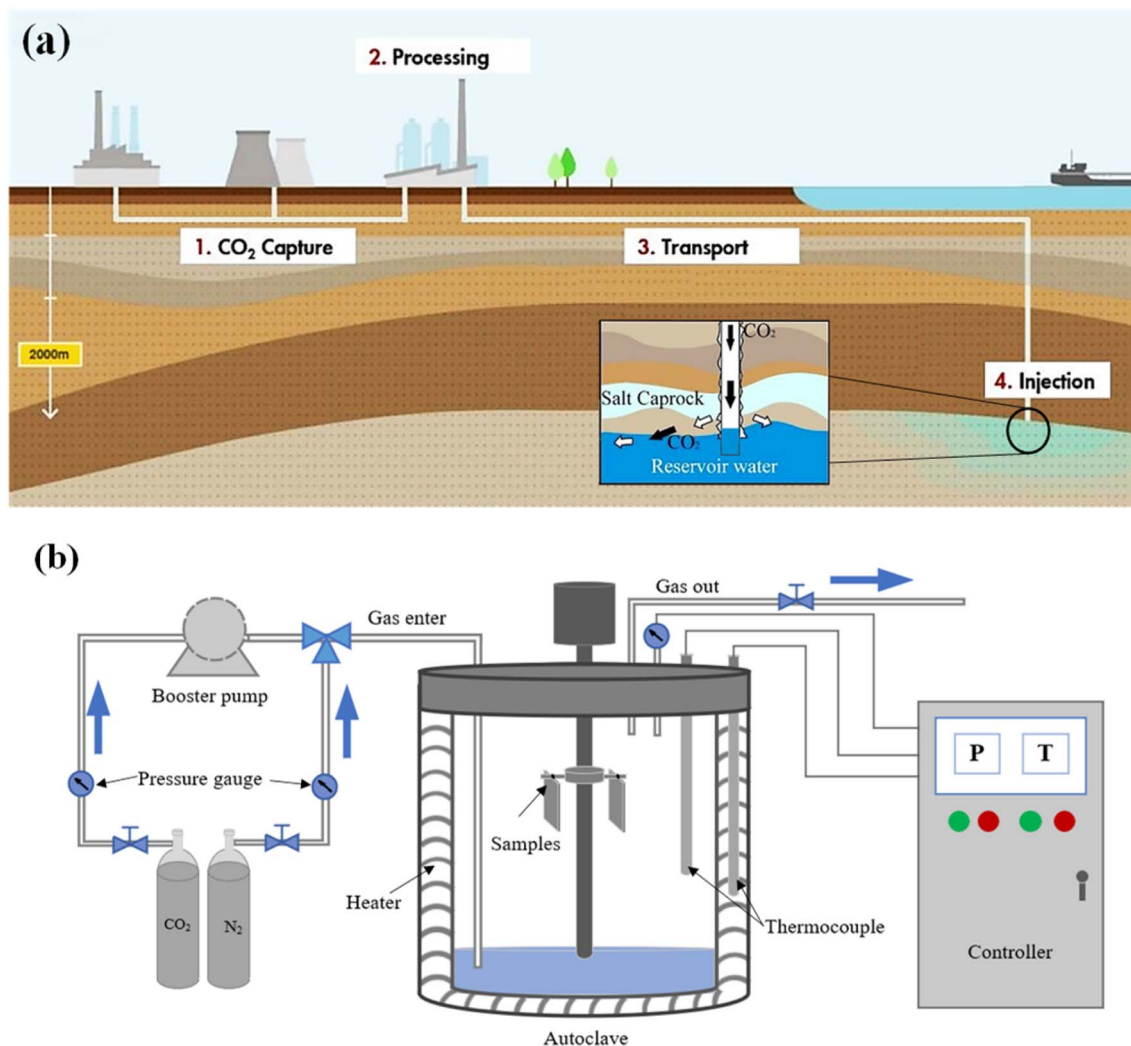 (a)
2. Processing
1. CO₂ Capture
3. Transport
2000m
CO₂
4. Injection
Salt Caprock
CO₂
Reservoir water
(b)
Gas out
Gas enter
Booster pump
P T
Pressure gauge
Samples
Heater
CO₂ N₂
Thermocouple
Controller
Autoclave